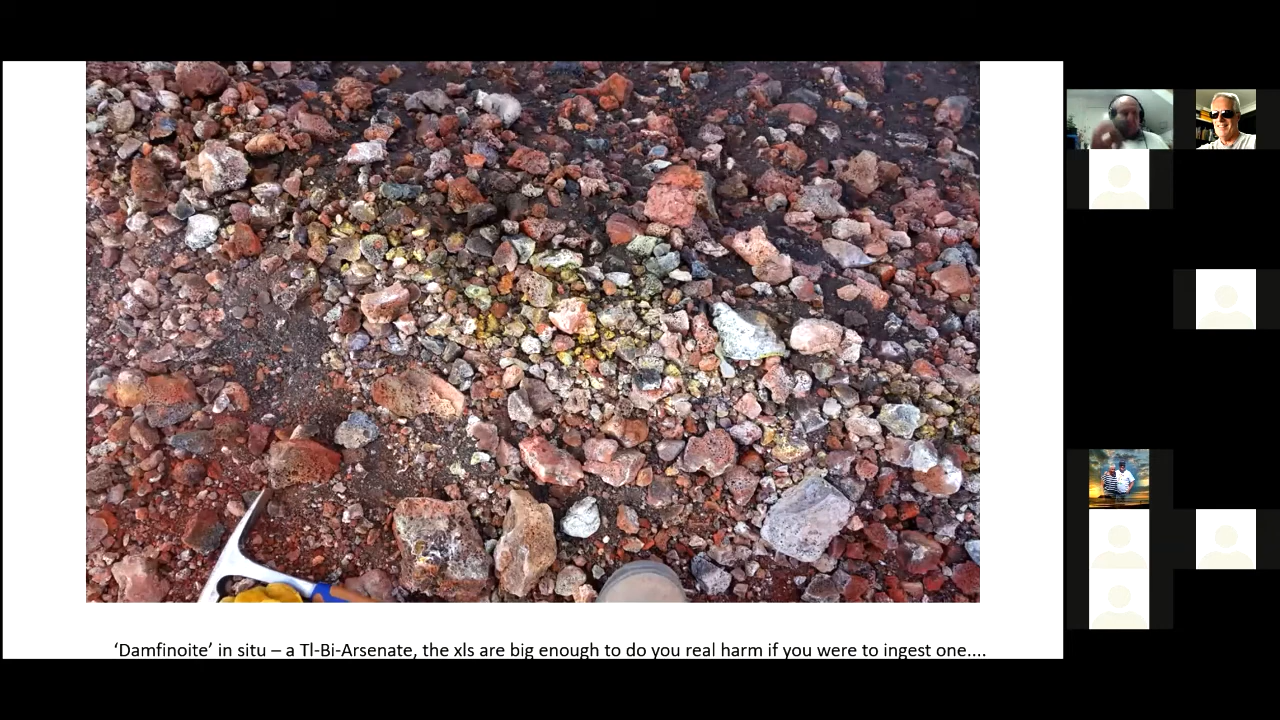 ‘Damfinoite’ in situ – a Tl-Bi-Arsenate, the xls are big enough to do you real harm if you were to ingest one....